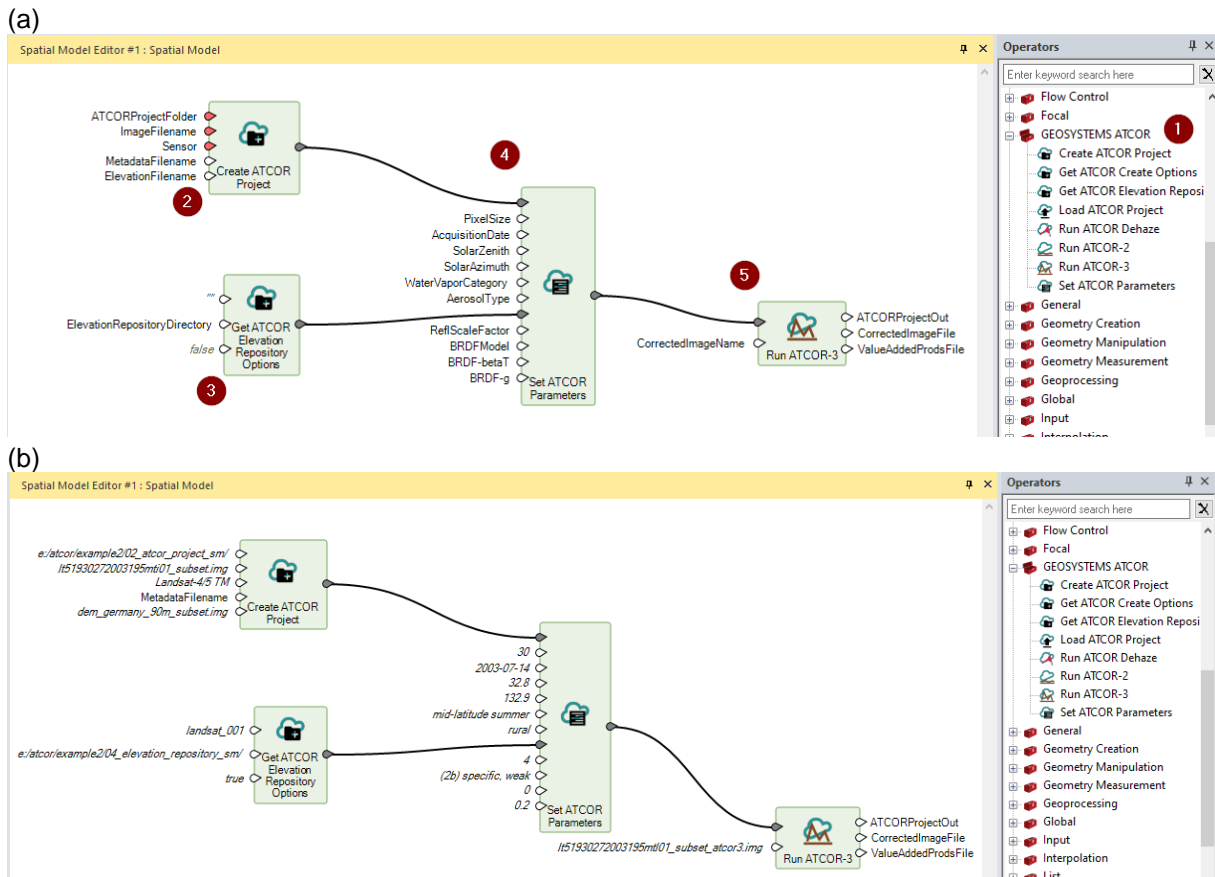 (a)
Spatial Model Editor #1 : Spatial Model
ATCORProjectFolder
ImageFilename
Sensor
MetadataFilename
ElevationFilename
Create ATCOR
Project
2
""
ElevationRepositoryDirectory
false
Get ATCOR
Elevation
Repository
Options
3
4
PixelSize
AcquisitionDate
SolarZenith
SolarAzimuth
WaterVaporCategory
AerosolType
ReflScaleFactor
BRDFModel
BRDF-betaT
BRDF-g
Set ATCOR
Parameters
5
CorrectedImageName
Run ATCOR-3
ATCORProjectOut
CorrectedImageFile
ValueAddedProdsFile
Operators
Enter keyword search here
Flow Control
Focal
GEOSYSTEMS ATCOR
1
Create ATCOR Project
Get ATCOR Create Options
Get ATCOR Elevation Reposi
Load ATCOR Project
Run ATCOR Dehaze
Run ATCOR-2
Run ATCOR-3
Set ATCOR Parameters
General
Geometry Creation
Geometry Manipulation
Geometry Measurement
Geoprocessing
Global
Input
Interpolation
(b)
Spatial Model Editor #1 : Spatial Model
e:/atcor/example2/02_atcor_project_sm/
lt51930272003195mti01_subset.img
Landsat-4/5 TM
MetadataFilename
dem_germany_90m_subset.img
Create ATCOR
Project
landsat_001
e:/atcor/example2/04_elevation_repository_sm/
true
Get ATCOR
Elevation
Repository
Options
30
2003-07-14
32.8
132.9
mid-latitude summer
rural
4
(2b) specific, weak
0
0.2
Set ATCOR
Parameters
lt51930272003195mti01_subset_atcor3.img
Run ATCOR-3
ATCORProjectOut
CorrectedImageFile
ValueAddedProdsFile
Operators
Enter keyword search here
Flow Control
Focal
GEOSYSTEMS ATCOR
Create ATCOR Project
Get ATCOR Create Options
Get ATCOR Elevation Reposi
Load ATCOR Project
Run ATCOR Dehaze
Run ATCOR-2
Run ATCOR-3
Set ATCOR Parameters
General
Geometry Creation
Geometry Manipulation
Geometry Measurement
Geoprocessing
Global
Input
Interpolation
List